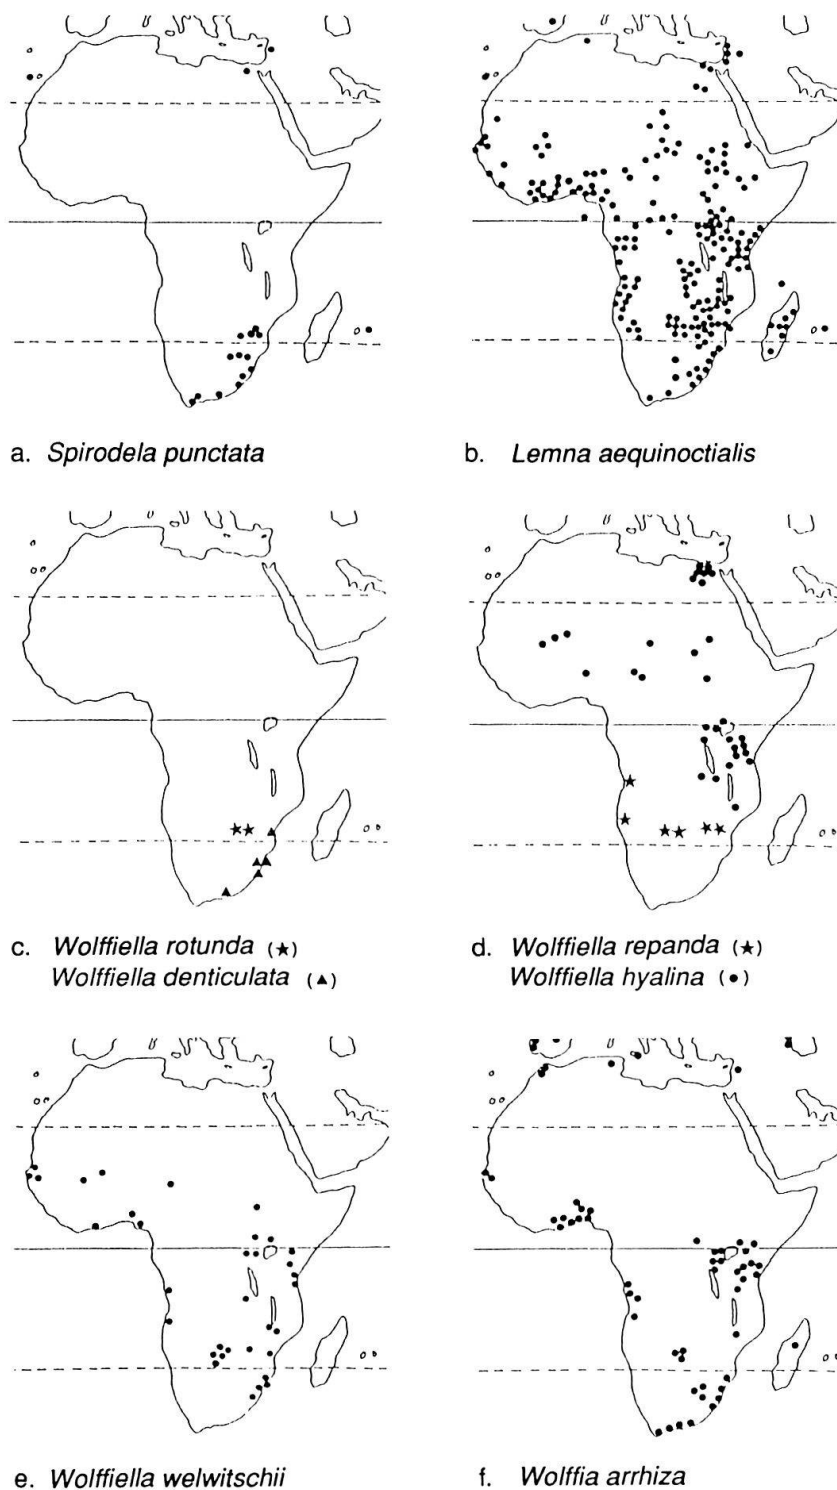 a. Spirodela punctata
b. Lemna aequinoctialis
c. Wolffiella rotunda (★)
Wolffiella denticulata (▲)
d. Wolffiella repanda (★)
Wolffiella hyalina (●)
e. Wolffiella welwitschii
f. Wolffia arrhiza